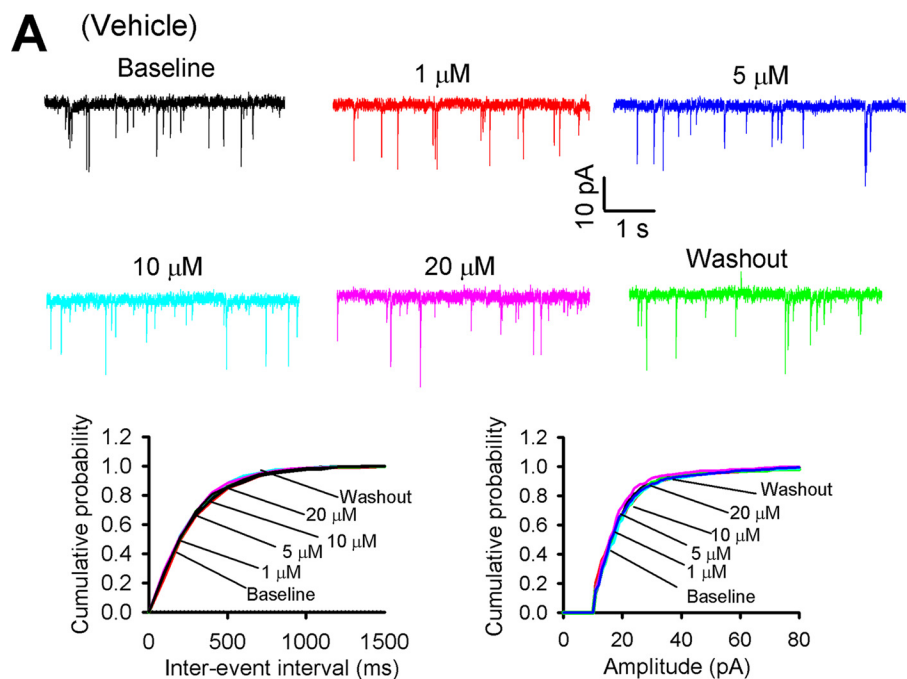 A (Vehicle)
Baseline
1 μM
5 μM
10 pA
1 s
10 μM
20 μM
Washout
Cumulative probability
1.2
1.0
0.8
0.6
0.4
0.2
0.0
Washout
20 μM
10 μM
5 μM
1 μM
Baseline
0 500 1000 1500
Inter-event interval (ms)
Cumulative probability
1.2
1.0
0.8
0.6
0.4
0.2
0.0
Washout
20 μM
10 μM
5 μM
1 μM
Baseline
0 20 40 60 80
Amplitude (pA)